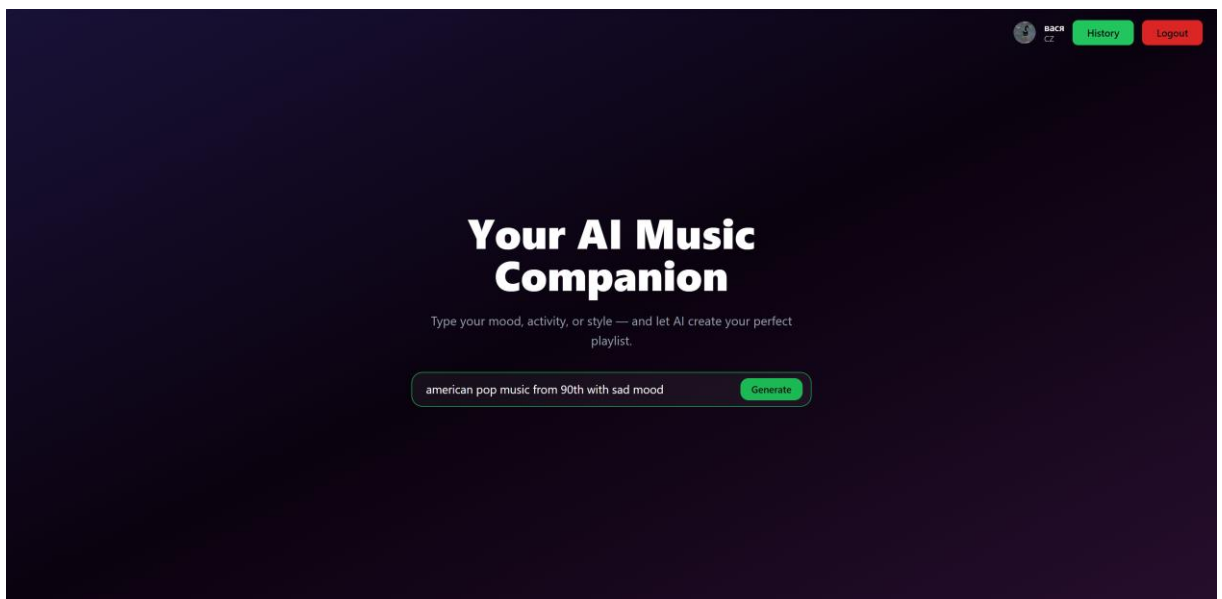 вася
CZ
History
Logout
Your AI Music
Companion
Type your mood, activity, or style — and let AI create your perfect
playlist.
american pop music from 90th with sad mood
Generate